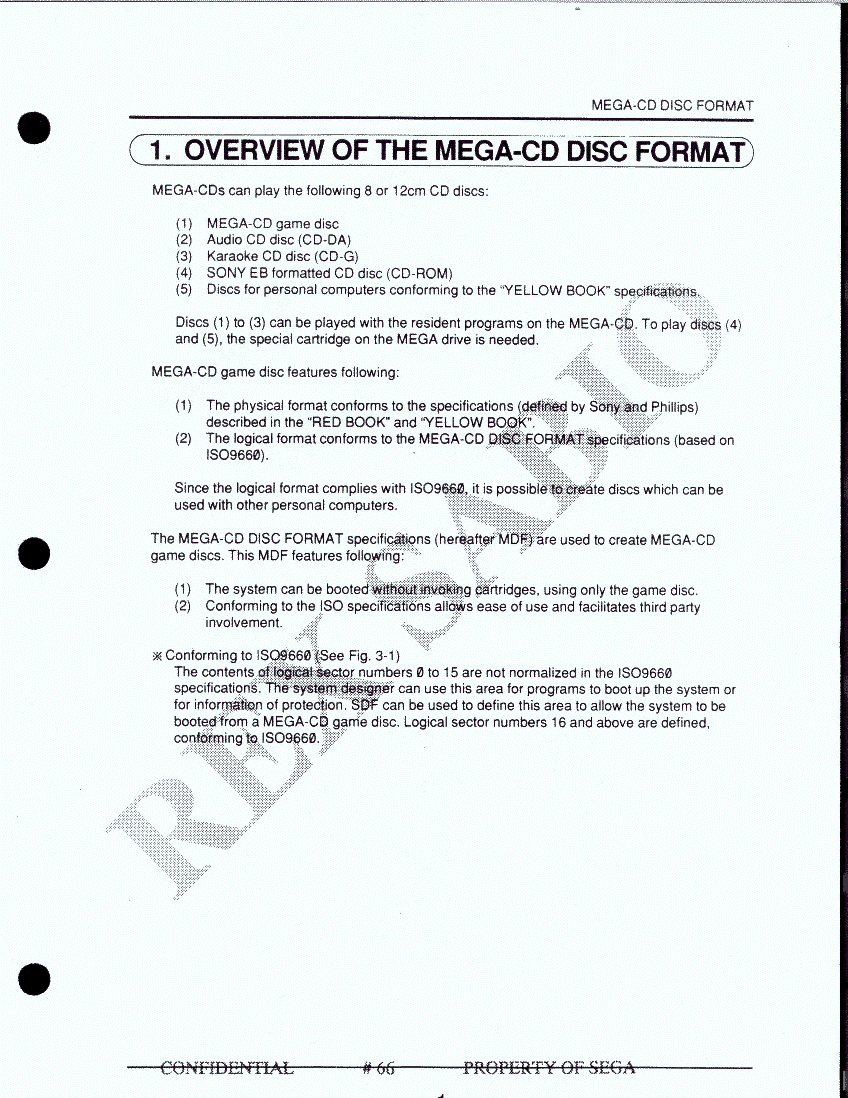 MEGA-CD DISC FORMAT
1. OVERVIEW OF THE MEGA-CD DISC FORMAT
MEGA-CDs can play the following 8 or 12cm CD discs:
(1) MEGA-CD game disc
(2) Audio CD disc (CD-DA)
(3) Karaoke CD disc (CD-G)
(4) SONY EB formatted CD disc (CD-ROM)
(5) Discs for personal computers conforming to the "YELLOW BOOK" specifications.
Discs (1) to (3) can be played with the resident programs on the MEGA-CD. To play discs (4)
and (5), the special cartridge on the MEGA drive is needed.
MEGA-CD game disc features following:
(1) The physical format conforms to the specifications (defined by Sony and Phillips)
described in the "RED BOOK" and "YELLOW BOOK".
(2) The logical format conforms to the MEGA-CD DISC FORMAT specifications (based on
ISO9660).
Since the logical format complies with ISO9660, it is possible to create discs which can be
used with other personal computers.
The MEGA-CD DISC FORMAT specifications (hereafter MDF) are used to create MEGA-CD
game discs. This MDF features following:
(1) The system can be booted without invoking cartridges, using only the game disc.
(2) Conforming to the ISO specifications allows ease of use and facilitates third party
involvement.
※ Conforming to ISO9660 (See Fig. 3-1)
The contents of logical sector numbers 0 to 15 are not normalized in the ISO9660
specifications. The system designer can use this area for programs to boot up the system or
for information of protection. SDF can be used to define this area to allow the system to be
booted from a MEGA-CD game disc. Logical sector numbers 16 and above are defined,
conforming to ISO9660.
REX SABIO
CONFIDENTIAL # 66 PROPERTY OF SEGA